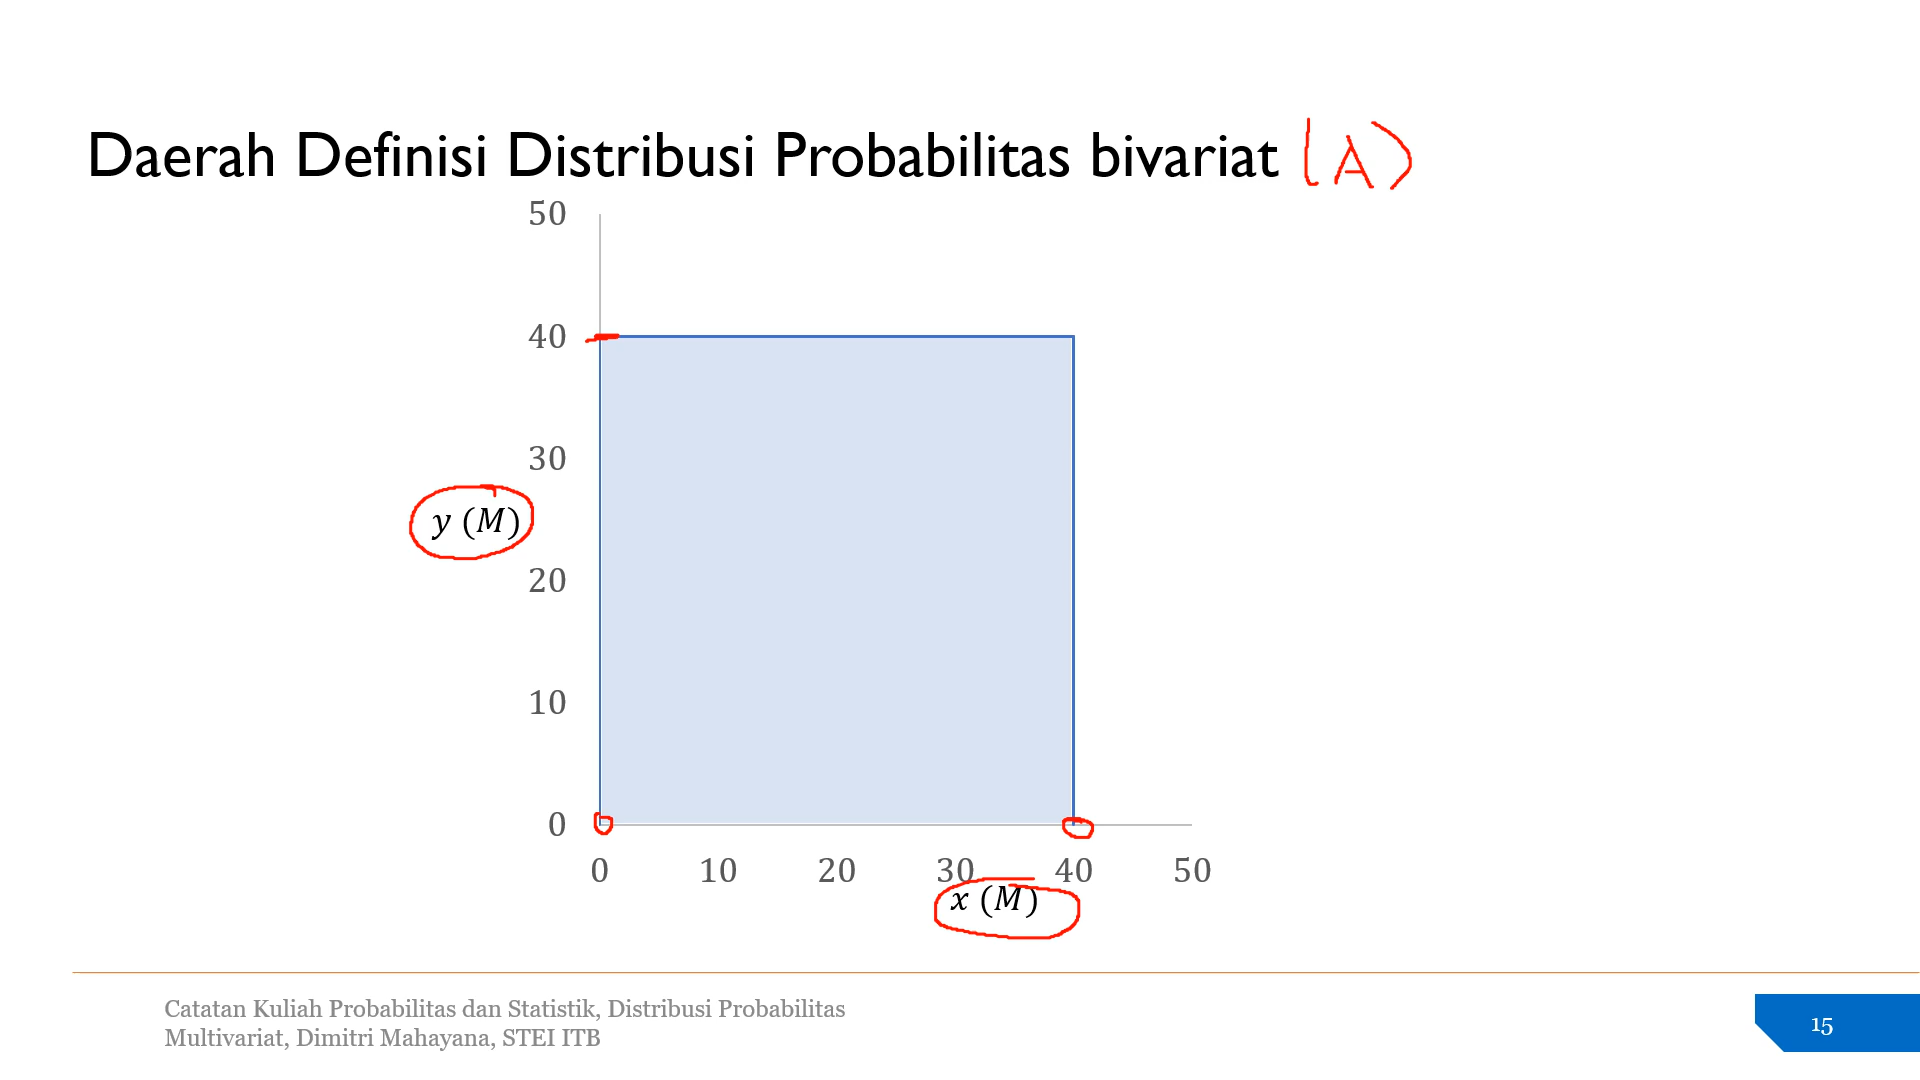 Daerah Definisi Distribusi Probabilitas bivariat (A)
50
40
30
y (M)
20
10
0
0 10 20 30 40 50
x (M)
Catatan Kuliah Probabilitas dan Statistik, Distribusi Probabilitas
Multivariat, Dimitri Mahayana, STEI ITB
15